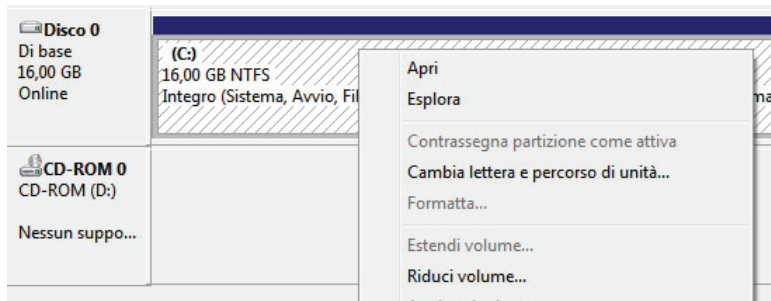 Disco 0
Di base
16,00 GB
Online
(C:)
16,00 GB NTFS
Integro (Sistema, Avvio, Fil
Apri
Esplora
Contrassegna partizione come attiva
Cambia lettera e percorso di unità...
Formatta...
Estendi volume...
Riduci volume...
CD-ROM 0
CD-ROM (D:)
Nessun suppo...